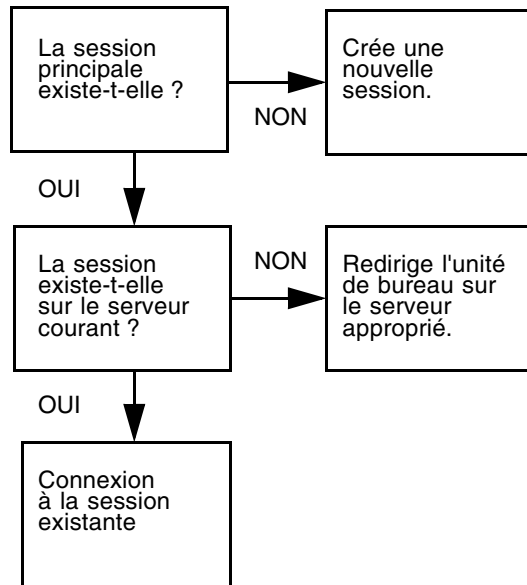 La session
principale
existe-t-elle ?
Crée une
nouvelle
session.
NON
OUI
La session
existe-t-elle
sur le serveur
courant ?
NON
Redirige l'unité
de bureau sur
le serveur
approprié.
OUI
Connexion
à la session
existante